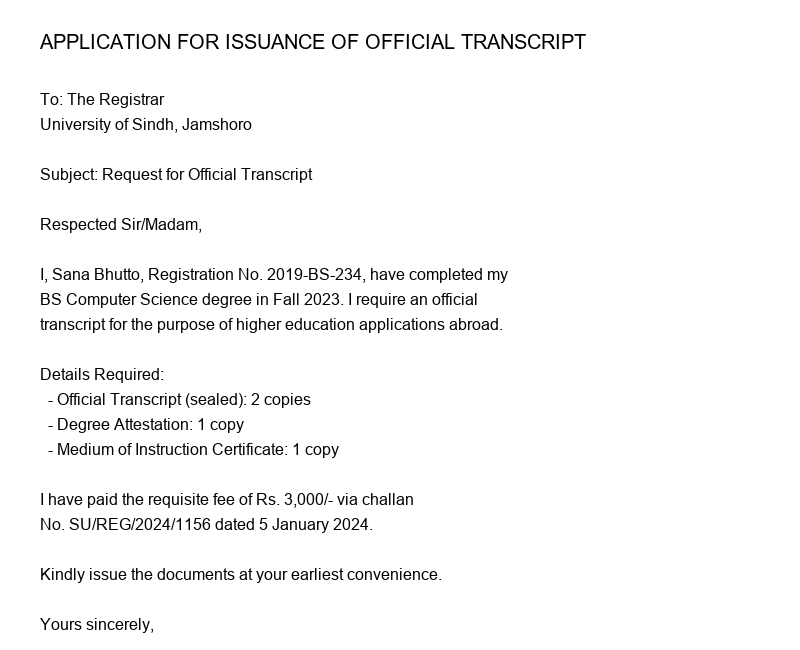 APPLICATION FOR ISSUANCE OF OFFICIAL TRANSCRIPT
To: The Registrar
University of Sindh, Jamshoro
Subject: Request for Official Transcript
Respected Sir/Madam,
I, Sana Bhutto, Registration No. 2019-BS-234, have completed my
BS Computer Science degree in Fall 2023. I require an official
transcript for the purpose of higher education applications abroad.
Details Required:
- Official Transcript (sealed): 2 copies
- Degree Attestation: 1 copy
- Medium of Instruction Certificate: 1 copy
I have paid the requisite fee of Rs. 3,000/- via challan
No. SU/REG/2024/1156 dated 5 January 2024.
Kindly issue the documents at your earliest convenience.
Yours sincerely,